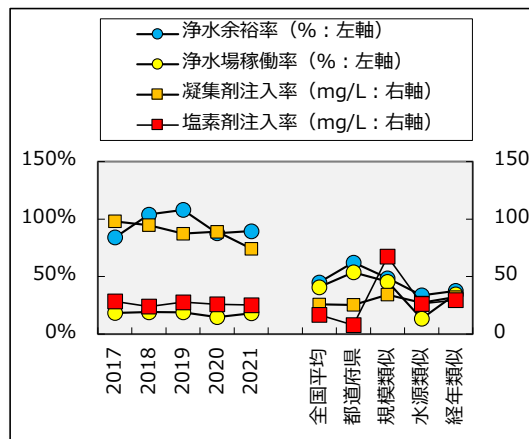 浄水余裕率（%：左軸）
浄水場稼働率（%：左軸）
凝集剤注入率（mg/L：右軸）
塩素剤注入率（mg/L：右軸）
150% 150
100% 100
50% 50
0% 0
2017 2018 2019 2020 2021 全国平均 都道府県 規模類似 水源類似 経年類似